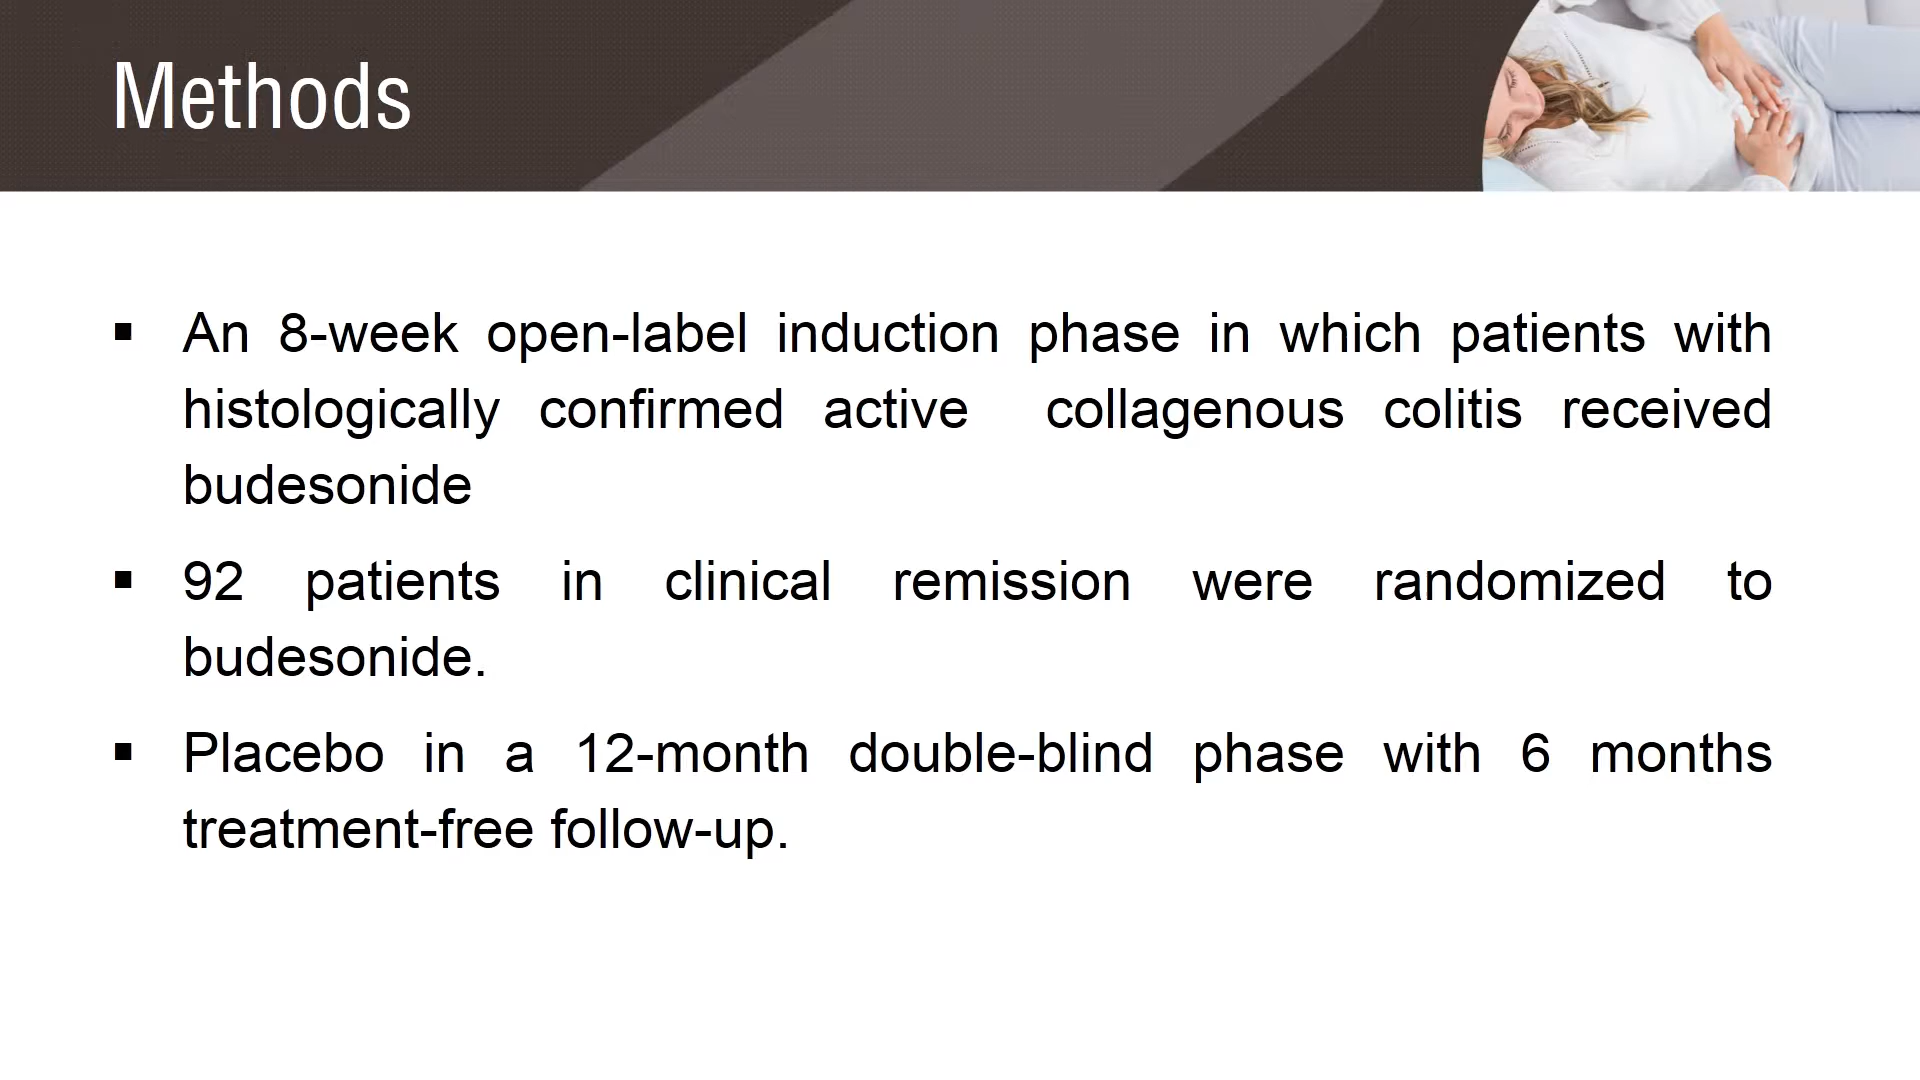 Methods
▪ An 8-week open-label induction phase in which patients with
histologically confirmed active collagenous colitis received
budesonide
▪ 92 patients in clinical remission were randomized to
budesonide.
▪ Placebo in a 12-month double-blind phase with 6 months
treatment-free follow-up.